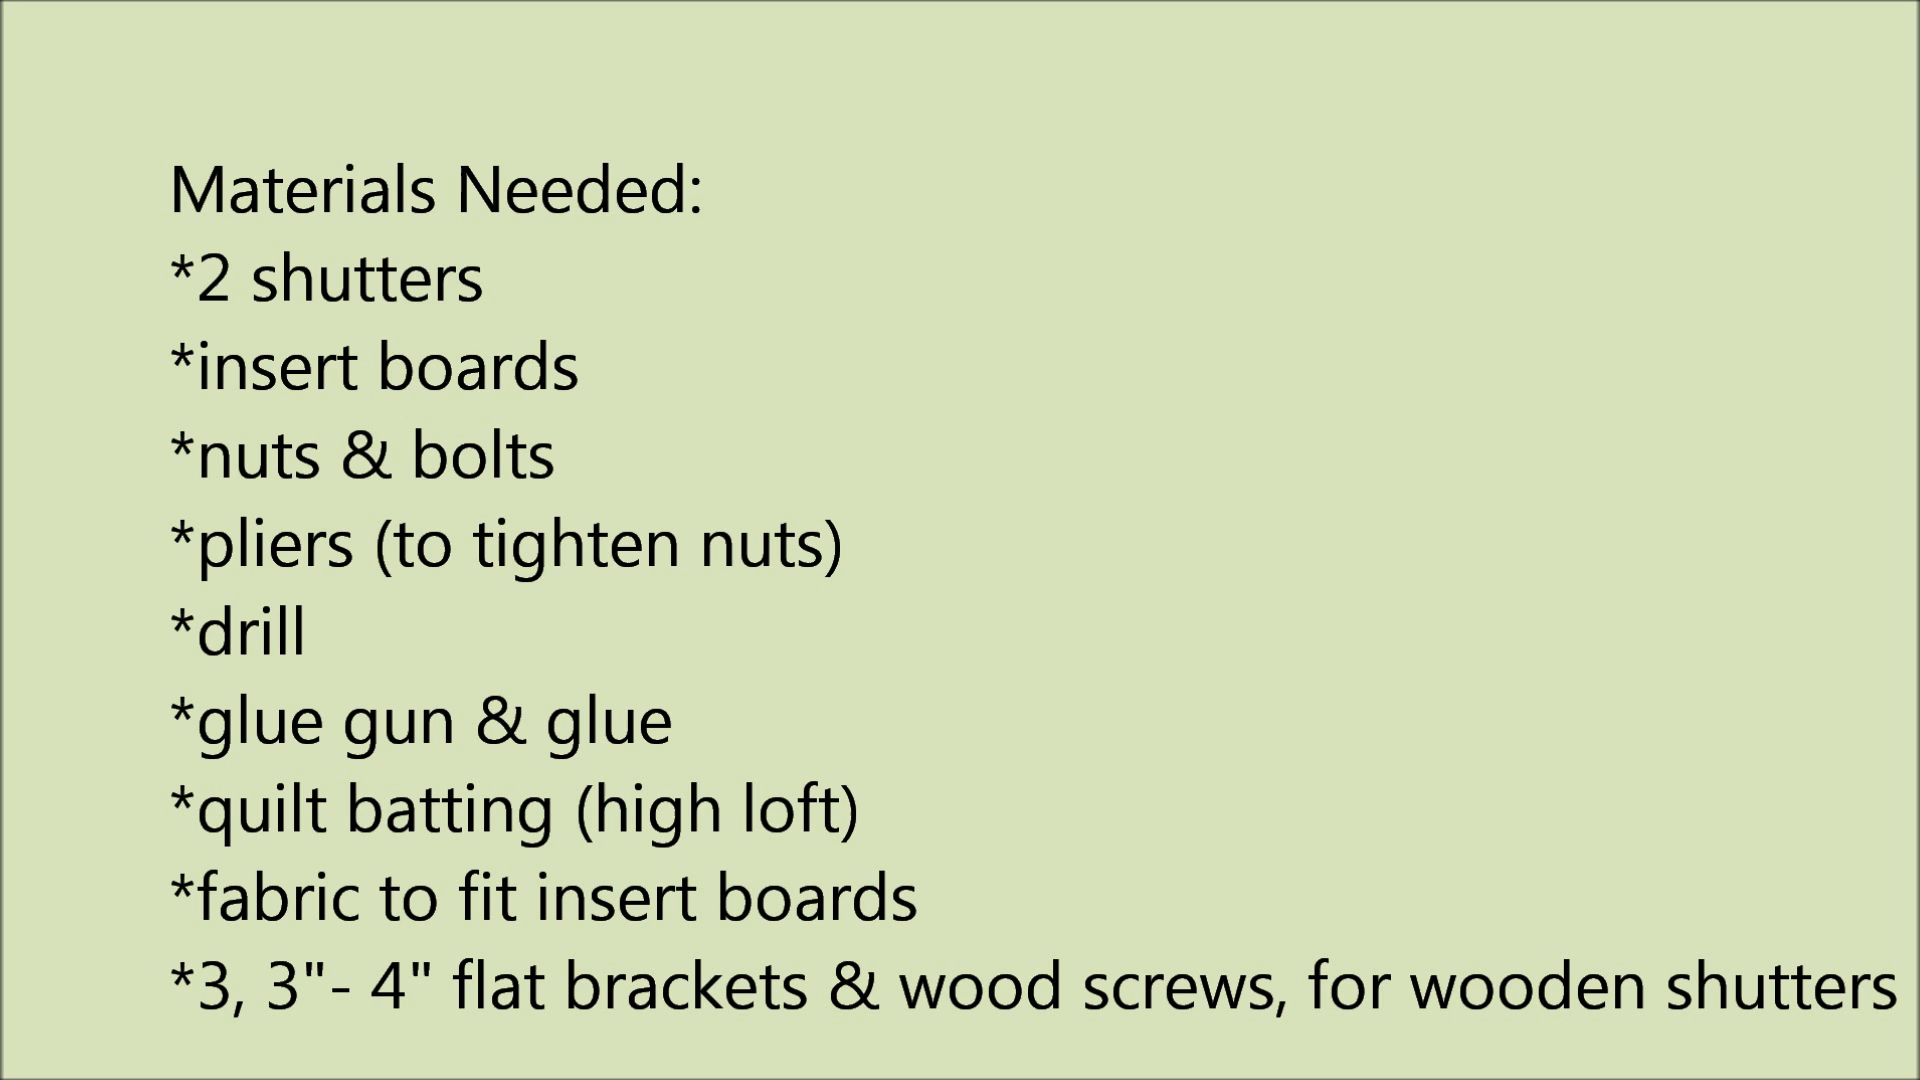 Materials Needed:
*2 shutters
*insert boards
*nuts & bolts
*pliers (to tighten nuts)
*drill
*glue gun & glue
*quilt batting (high loft)
*fabric to fit insert boards
*3, 3"- 4" flat brackets & wood screws, for wooden shutters